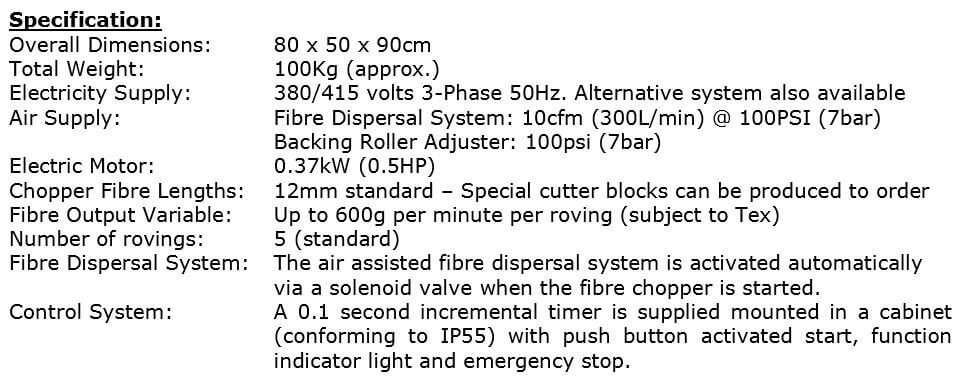 Specification:
Overall Dimensions: 80 x 50 x 90cm
Total Weight: 100Kg (approx.)
Electricity Supply: 380/415 volts 3-Phase 50Hz. Alternative system also available
Air Supply: Fibre Dispersal System: 10cfm (300L/min) @ 100PSI (7bar)
Backing Roller Adjuster: 100psi (7bar)
Electric Motor: 0.37kW (0.5HP)
Chopper Fibre Lengths: 12mm standard – Special cutter blocks can be produced to order
Fibre Output Variable: Up to 600g per minute per roving (subject to Tex)
Number of rovings: 5 (standard)
Fibre Dispersal System: The air assisted fibre dispersal system is activated automatically
via a solenoid valve when the fibre chopper is started.
Control System: A 0.1 second incremental timer is supplied mounted in a cabinet
(conforming to IP55) with push button activated start, function
indicator light and emergency stop.